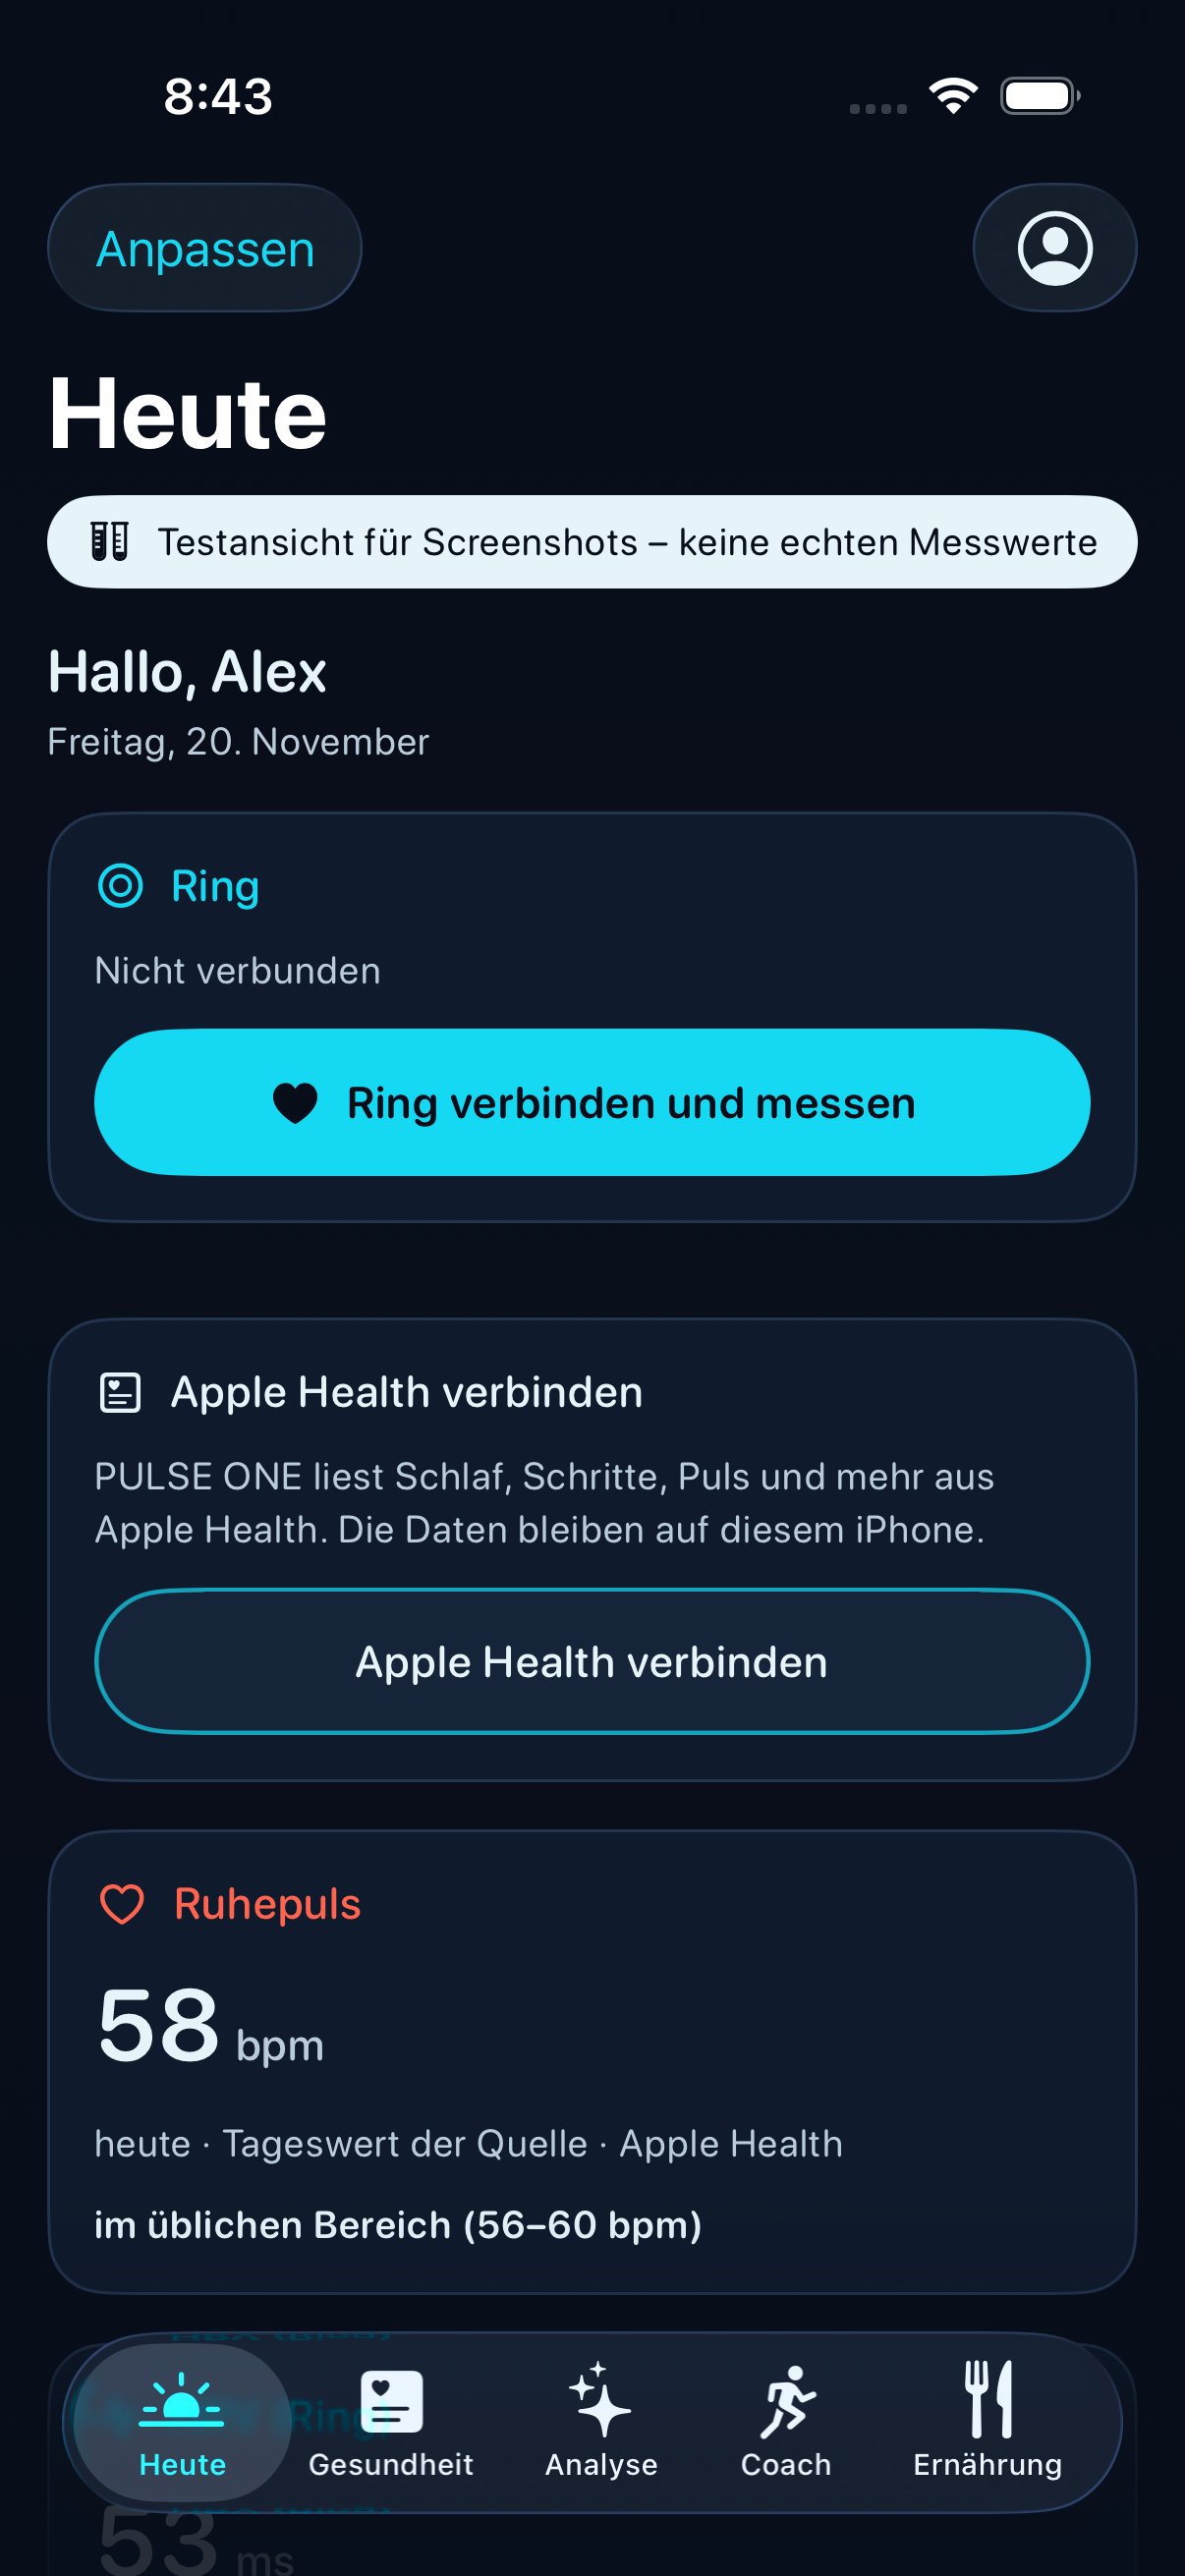 8:43
Anpassen
Heute
Testansicht für Screenshots – keine echten Messwerte
Hallo, Alex
Freitag, 20. November
Ring
Nicht verbunden
Ring verbinden und messen
Apple Health verbinden
PULSE ONE liest Schlaf, Schritte, Puls und mehr aus
Apple Health. Die Daten bleiben auf diesem iPhone.
Apple Health verbinden
Ruhepuls
58 bpm
heute · Tageswert der Quelle · Apple Health
im üblichen Bereich (56–60 bpm)
(Ring)
Heute Gesundheit Analyse Coach Ernährung
53 ms